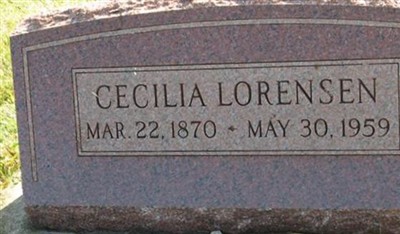 CECILIA LORENSEN
MAR. 22, 1870 - MAY 30, 1959